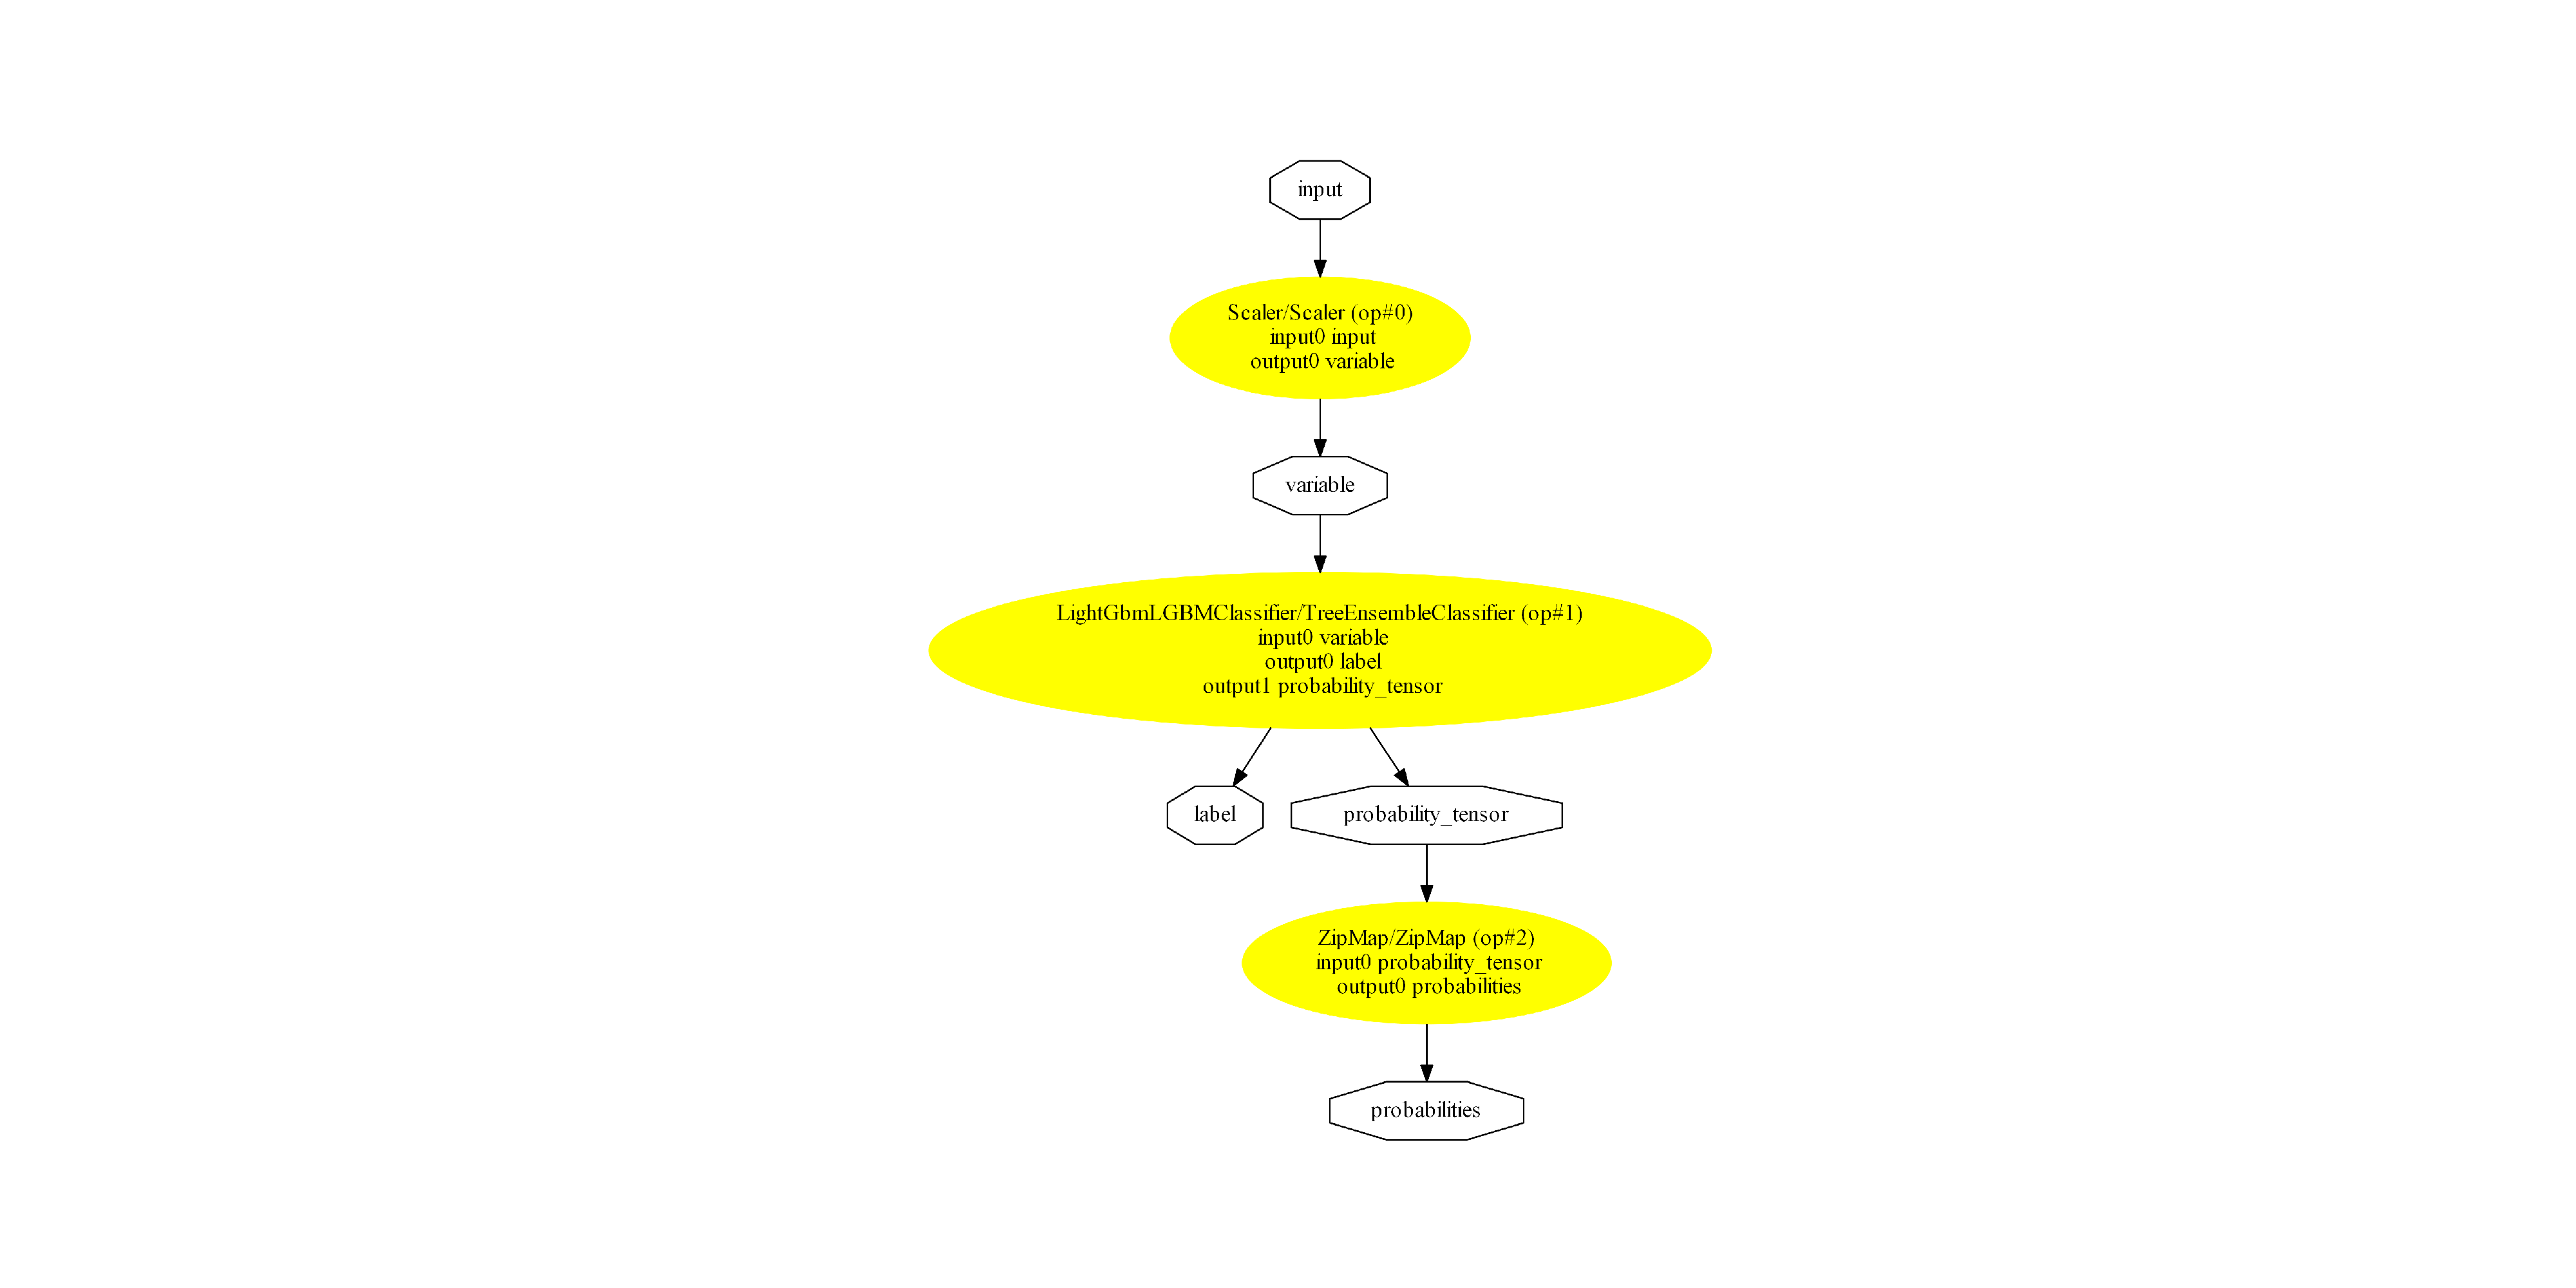 input
Scaler/Scaler (op#0)
input0 input
output0 variable
variable
LightGbmLGBMClassifier/TreeEnsembleClassifier (op#1)
input0 variable
output0 label
output1 probability_tensor
label
probability_tensor
ZipMap/ZipMap (op#2)
input0 probability_tensor
output0 probabilities
probabilities